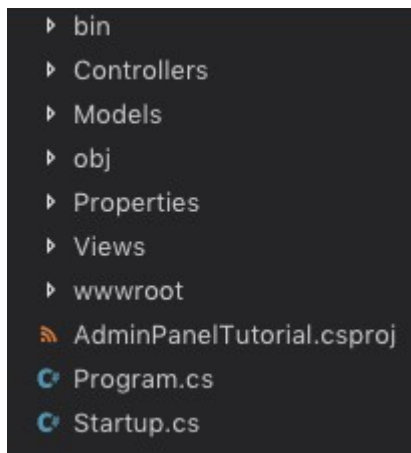 bin
Controllers
Models
obj
Properties
Views
wwwroot
AdminPanelTutorial.csproj
Program.cs
Startup.cs